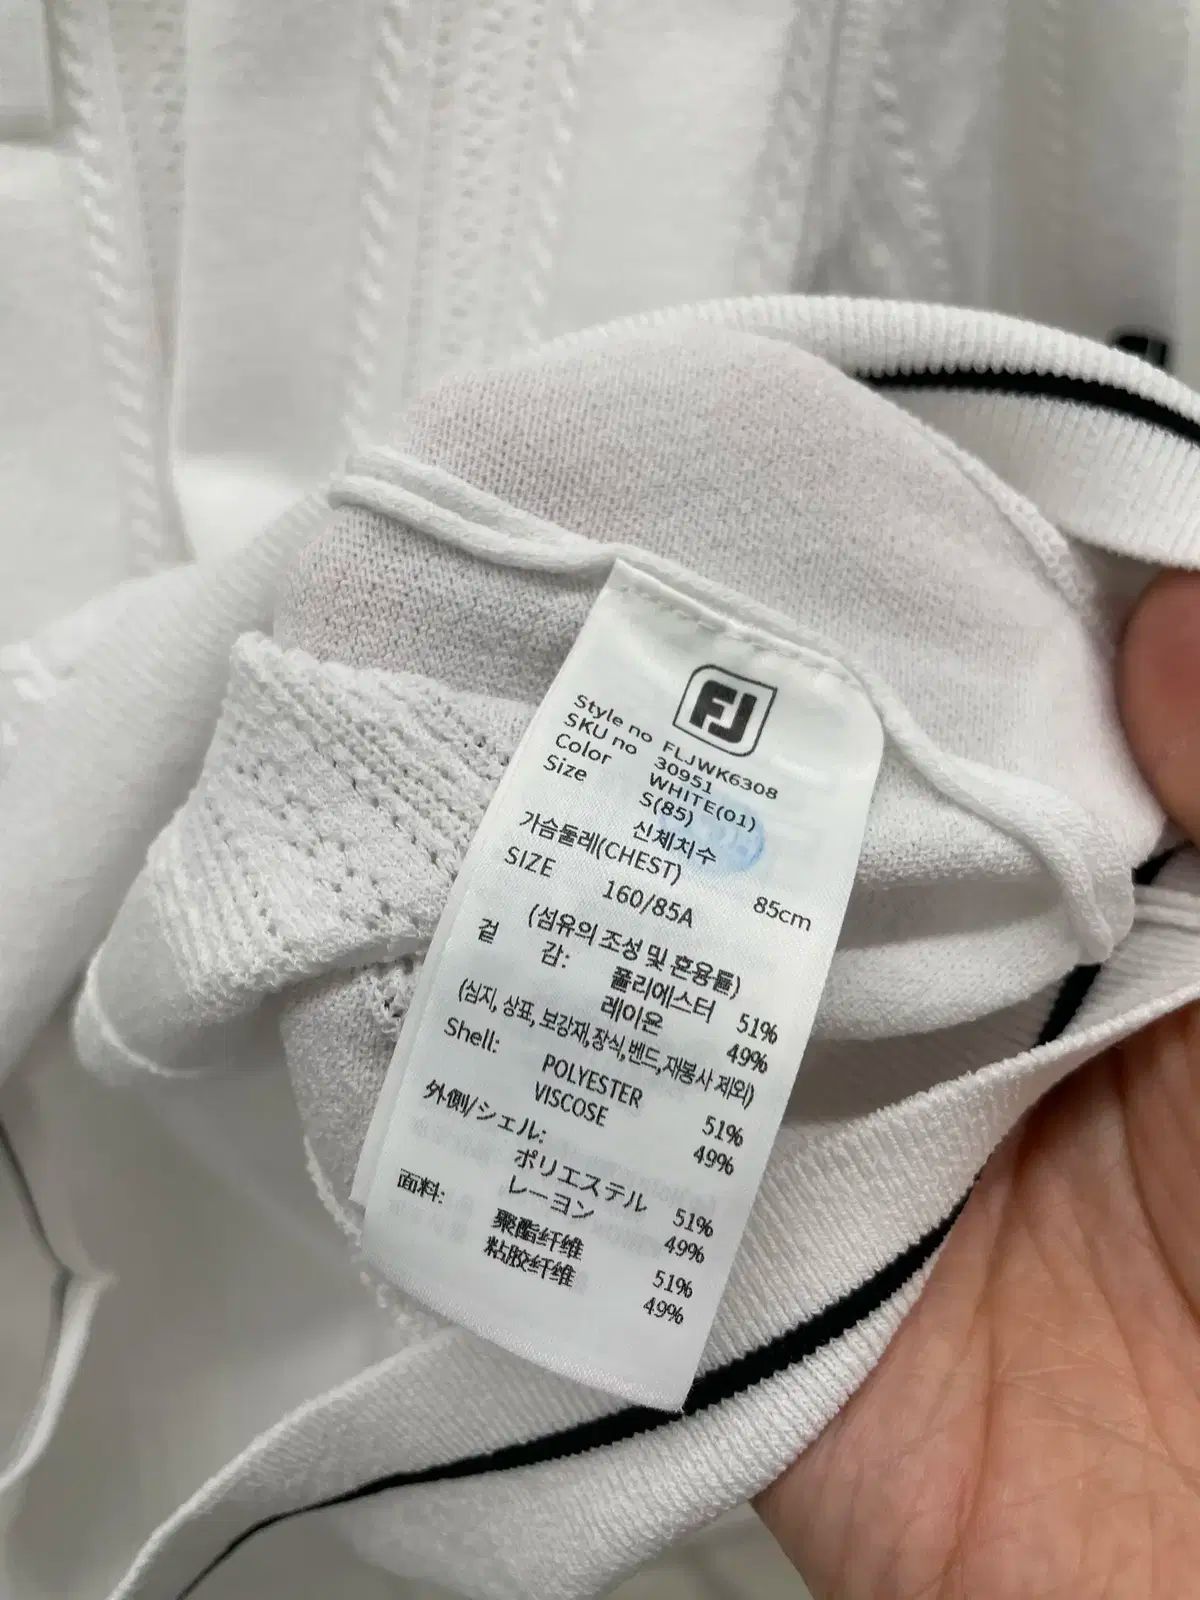 FJ
Style no FLJWK6308
SKU no 30951
Color WHITE(01)
Size S(85)
신체치수
가슴둘레(CHEST) 85cm
SIZE 160/85A
(섬유의 조성 및 혼용률)
겉감: 폴리에스터 51%
레이온 49%
(심지, 상표, 보강재,장식,벤드,재봉사 제외)
Shell: POLYESTER 51%
VISCOSE 49%
外側/シェル:
ポリエステル 51%
レーヨン 49%
面料: 聚酯纤维 51%
粘胶纤维 49%